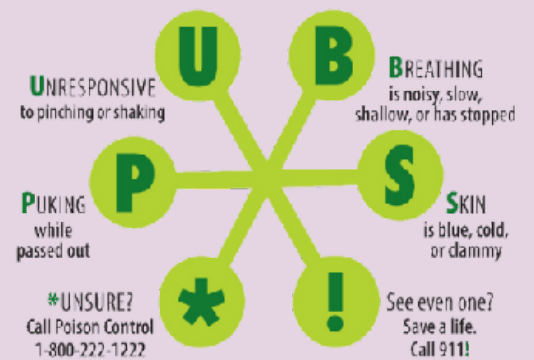 U
UNRESPONSIVE
to pinching or shaking
B
BREATHING
is noisy, slow,
shallow, or has stopped
P
PUKING
while
passed out
S
SKIN
is blue, cold,
or clammy
*
*UNSURE?
Call Poison Control
1-800-222-1222
!
See even one?
Save a life.
Call 911!